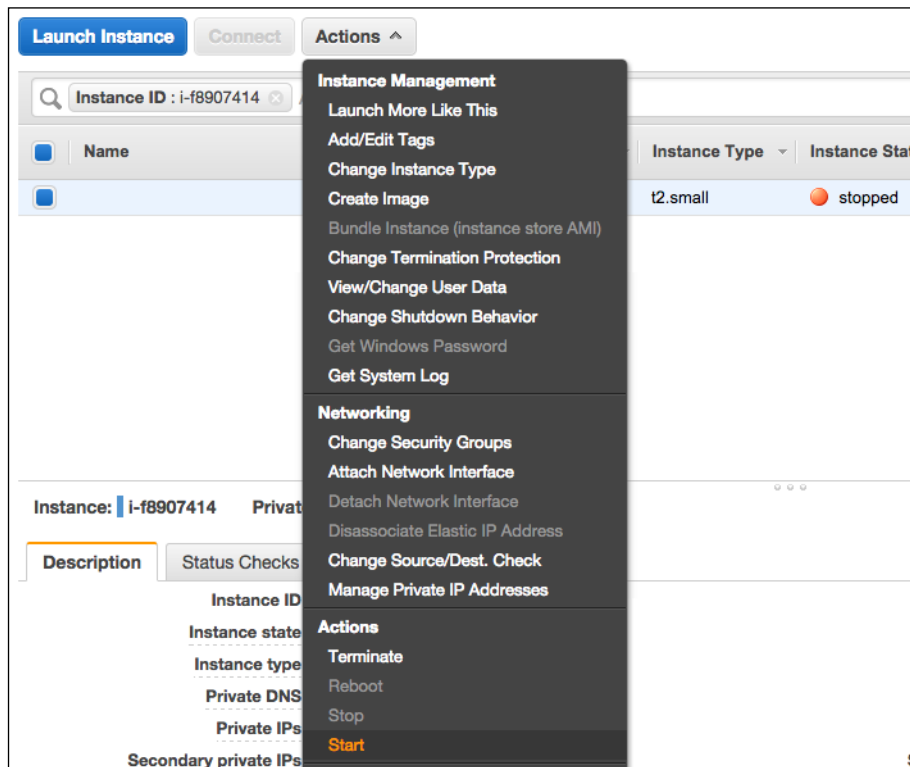 Launch Instance Connect Actions
Instance Management
Instance ID : i-f8907414
Launch More Like This
Add/Edit Tags
Name Instance Type Instance Sta
Change Instance Type
Create Image t2.small stopped
Bundle Instance (instance store AMI)
Change Termination Protection
View/Change User Data
Change Shutdown Behavior
Get Windows Password
Get System Log
Networking
Change Security Groups
Attach Network Interface
Instance: i-f8907414 Privat
Detach Network Interface
Disassociate Elastic IP Address
Description Status Checks
Change Source/Dest. Check
Manage Private IP Addresses
Instance ID
Actions
Instance state
Terminate
Instance type
Reboot
Private DNS
Stop
Private IPs
Start
Secondary private IPs